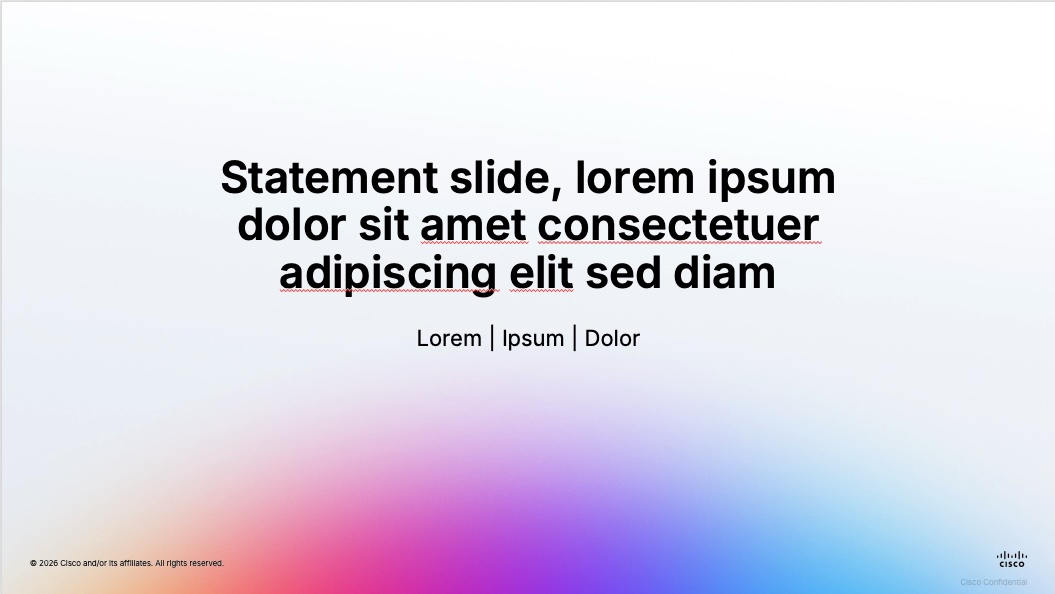 Statement slide, lorem ipsum
dolor sit amet consectetuer
adipiscing elit sed diam
Lorem | Ipsum | Dolor
© 2026 Cisco and/or its affiliates. All rights reserved.
CISCO
Cisco Confidential